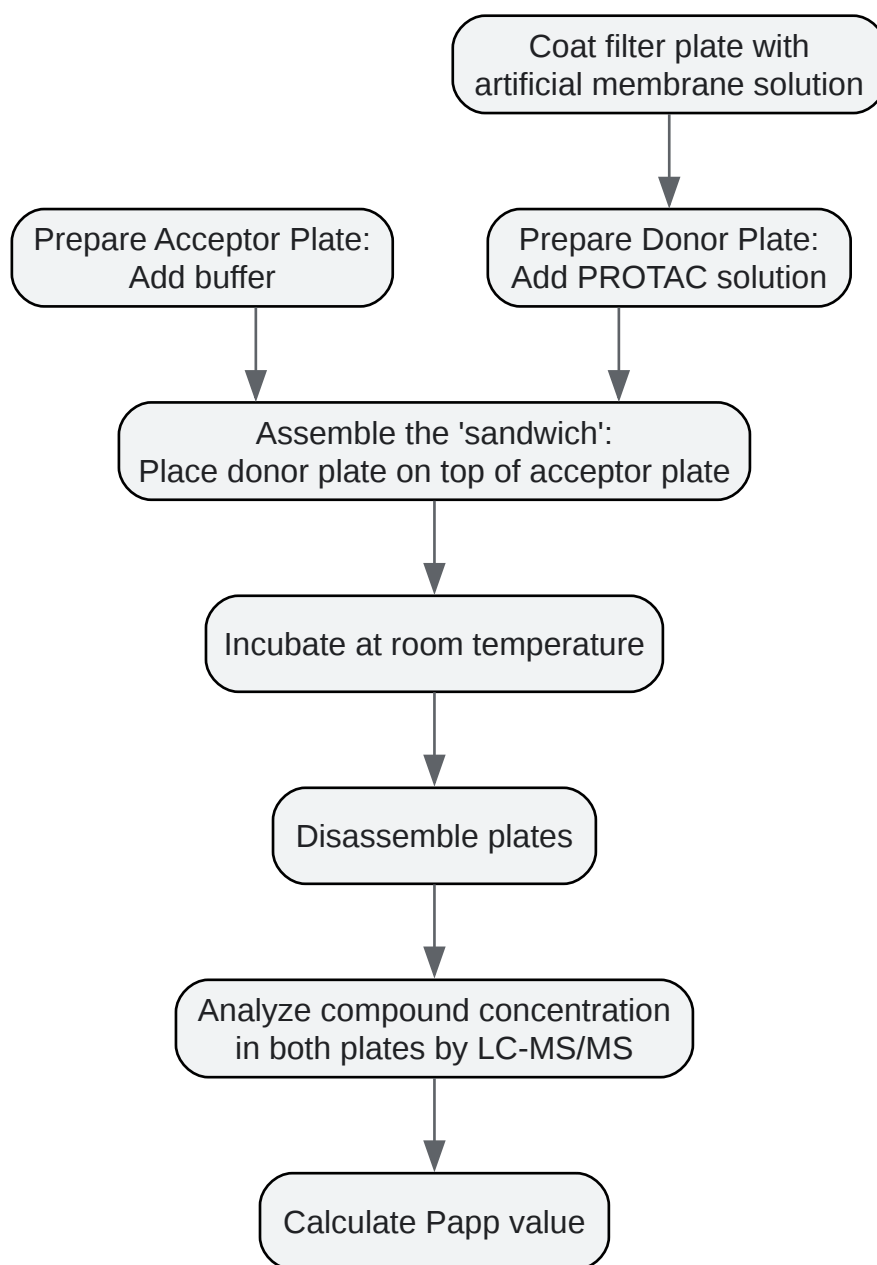 Coat filter plate with
artificial membrane solution
Prepare Acceptor Plate:
Add buffer
Prepare Donor Plate:
Add PROTAC solution
Assemble the 'sandwich':
Place donor plate on top of acceptor plate
Incubate at room temperature
Disassemble plates
Analyze compound concentration
in both plates by LC-MS/MS
Calculate Papp value